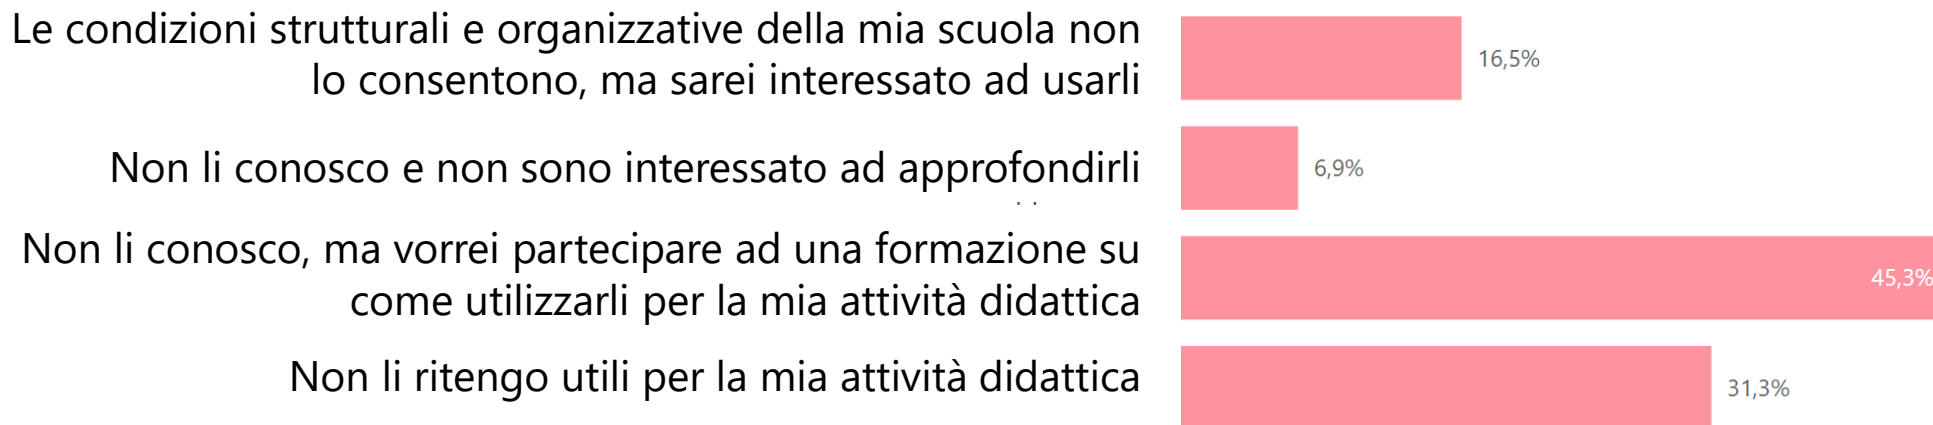 Le condizioni strutturali e organizzative della mia scuola non
lo consentono, ma sarei interessato ad usarli
16,5%
Non li conosco e non sono interessato ad approfondirli
6,9%
Non li conosco, ma vorrei partecipare ad una formazione su
come utilizzarli per la mia attività didattica
45,3%
Non li ritengo utili per la mia attività didattica
31,3%